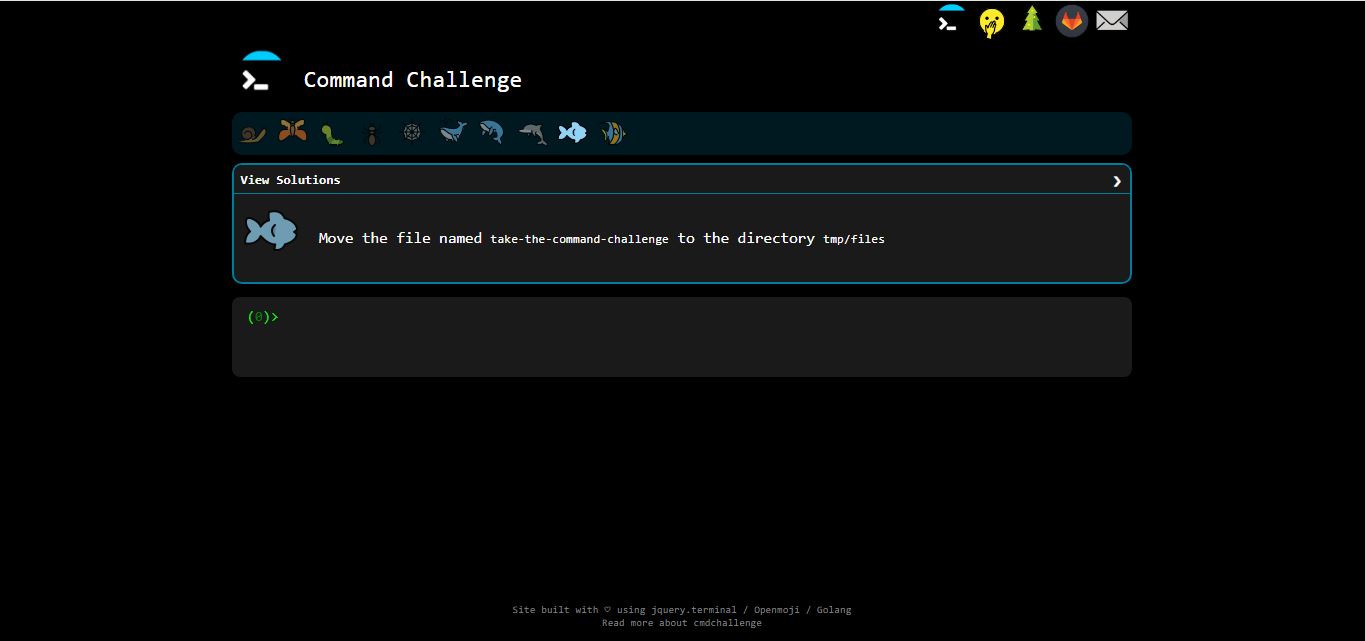 Command Challenge
View Solutions
Move the file named take-the-command-challenge to the directory tmp/files
(0)>
Site built with ♡ using jquery.terminal / Openmoji / Golang
Read more about cmdchallenge